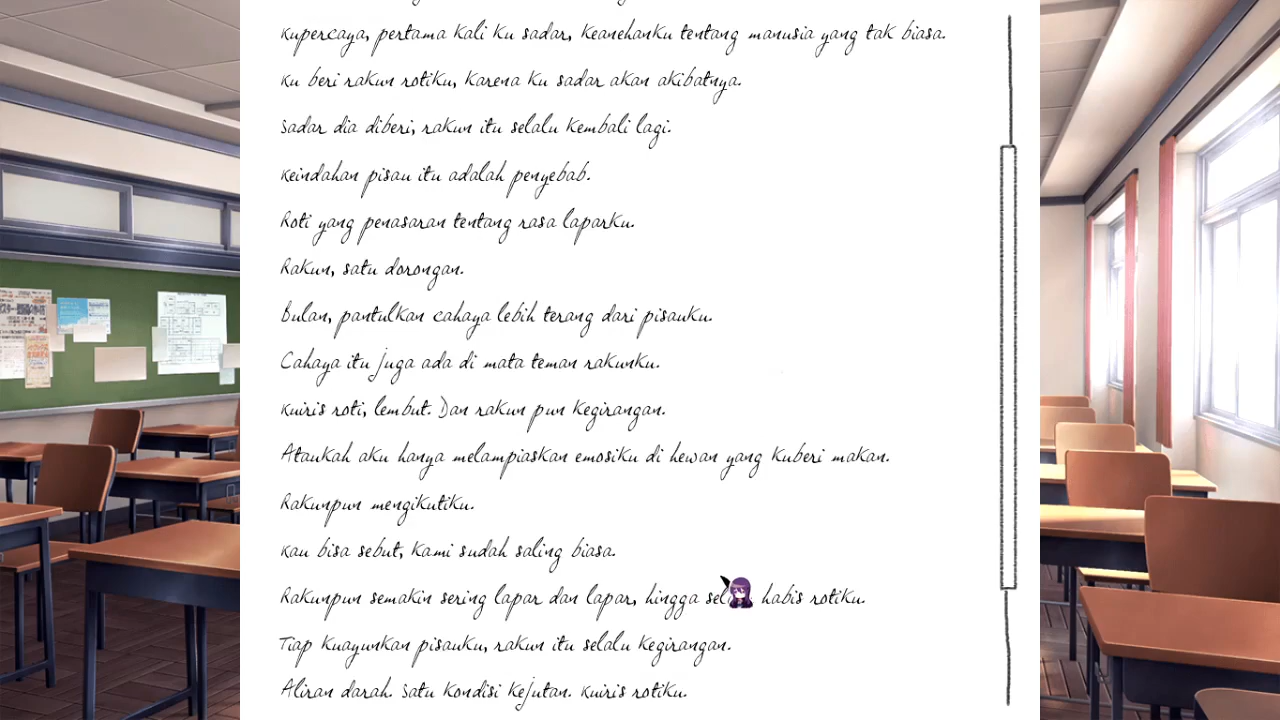 Kupercaya, pertama kali ku sadar, keanehanku tentang manusia yang tak biasa.
Ku beri rakun rotiku, karena ku sadar akan akibatnya.
Sadar dia diberi, rakun itu selalu kembali lagi.
Keindahan pisau itu adalah penyebab.
Roti yang penasaran tentang rasa laparku.
Rakun, satu dorongan.
Bulan, pantulkan cahaya lebih terang dari pisauku.
Cahaya itu juga ada di mata teman rakunku.
Kuiris roti, lembut. Dan rakun pun kegirangan.
Ataukah aku hanya melampiaskan emosiku di hewan yang kuberi makan.
Rakunpun mengikutiku.
Kau bisa sebut, kami sudah saling biasa.
Rakunpun semakin sering lapar dan lapar, hingga habis rotiku.
Tiap kuayunkan pisauku, rakun itu selalu kegirangan.
Aliran darah. Satu kondisi kejutan. Kuiris rotiku.